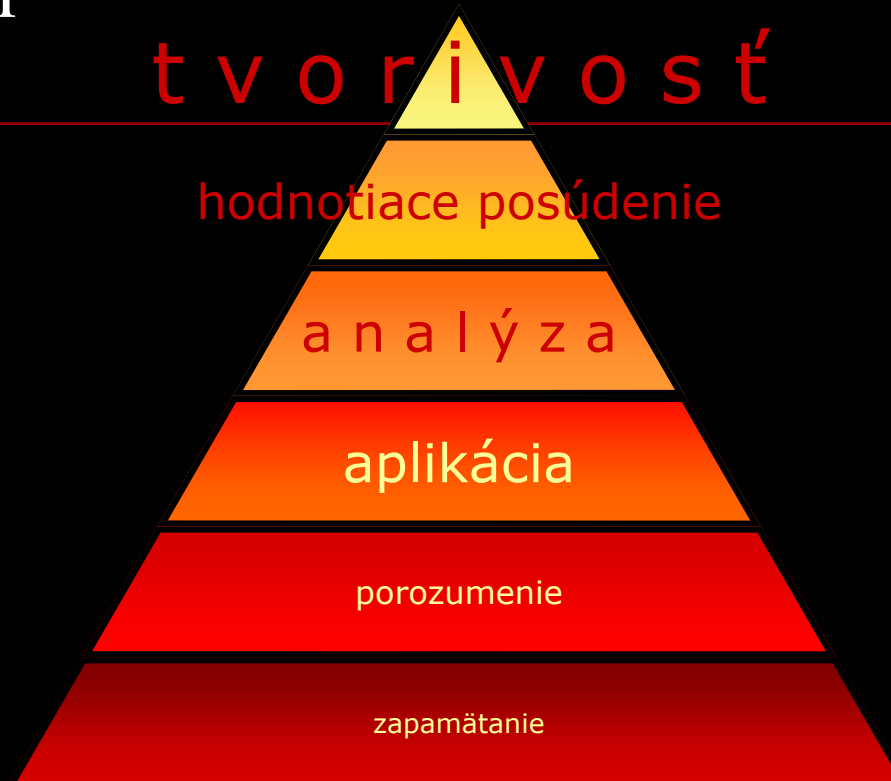 t v o r i v o s ť
hodnotiace posúdenie
a n a l ý z a
aplikácia
porozumenie
zapamätanie